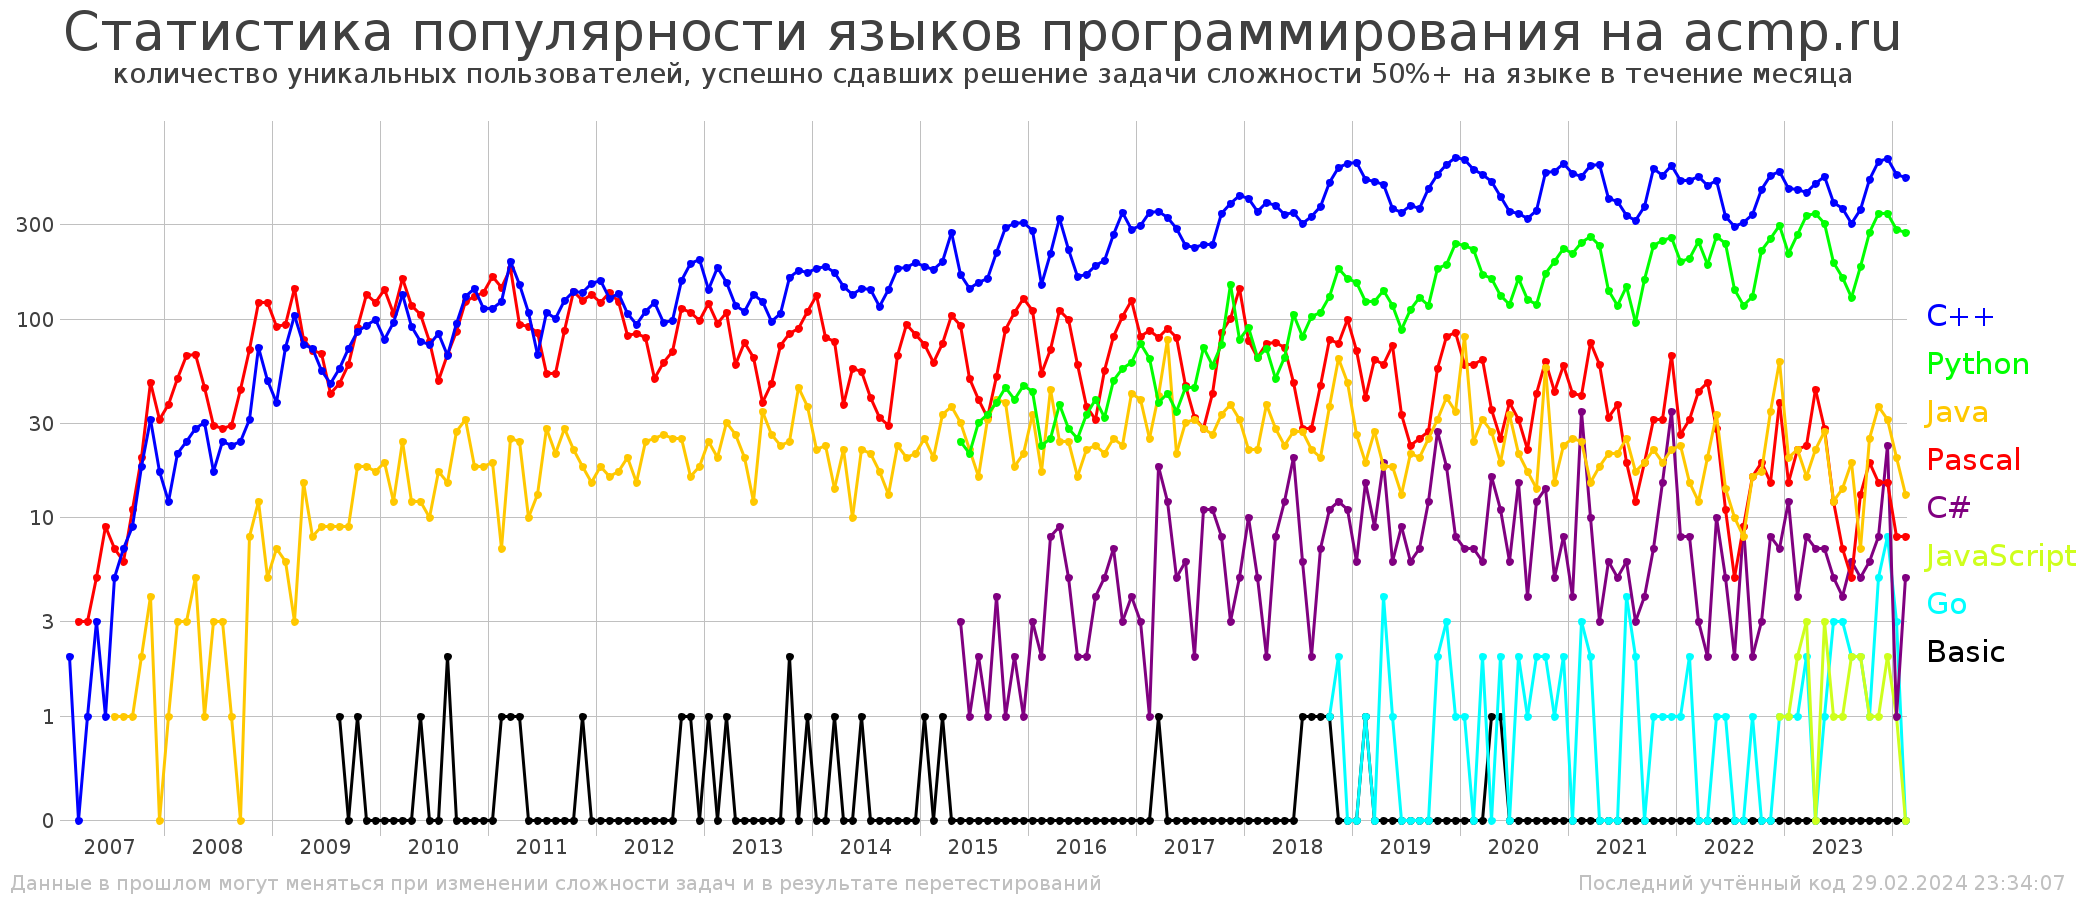 Статистика популярности языков программирования на acmp.ru
количество уникальных пользователей, успешно сдавших решение задачи сложности 50%+ на языке в течение месяца
300
100
30
10
3
1
0
C++
Python
Java
Pascal
C#
JavaScript
Go
Basic
2007 2008 2009 2010 2011 2012 2013 2014 2015 2016 2017 2018 2019 2020 2021 2022 2023
Данные в прошлом могут меняться при изменении сложности задач и в результате перетестирований
Последний учтённый код 29.02.2024 23:34:07